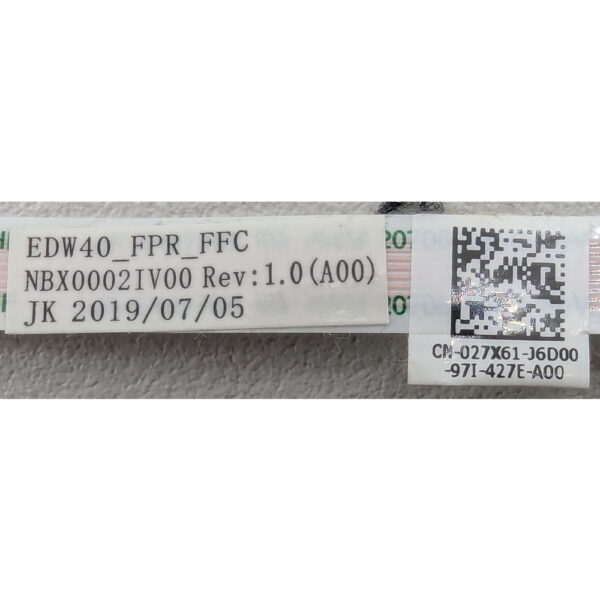 EDW40_FPR_FFC
NBX0002IV00 Rev:1.0(A00)
JK 2019/07/05
CN-027X61-J6D00
-97I-427E-A00